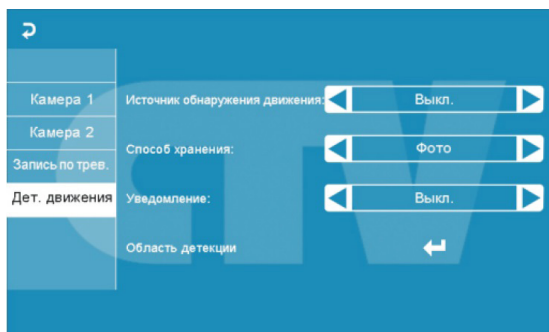 Камера 1
Источник обнаружения движения: Выкл.
Камера 2
Способ хранения: Фото
Запись по трев.
Дет. движения
Уведомление: Выкл.
Область детекции
CTV